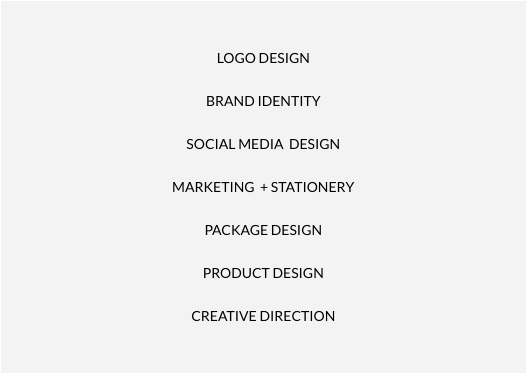 LOGO DESIGN
BRAND IDENTITY
SOCIAL MEDIA  DESIGN
MARKETING  + STATIONERY
PACKAGE DESIGN
PRODUCT DESIGN
CREATIVE DIRECTION